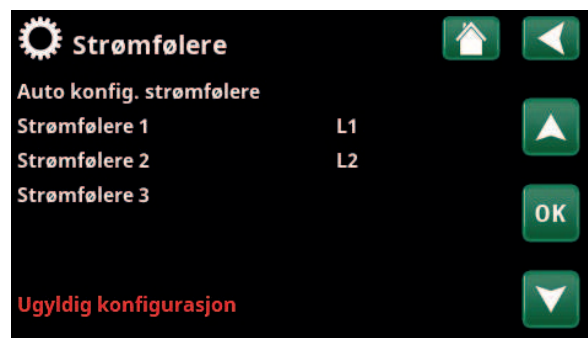 Strømfølere
Auto konfig. strømfølere
Strømfølere 1 L1
Strømfølere 2 L2
Strømfølere 3
OK
Ugyldig konfigurasjon